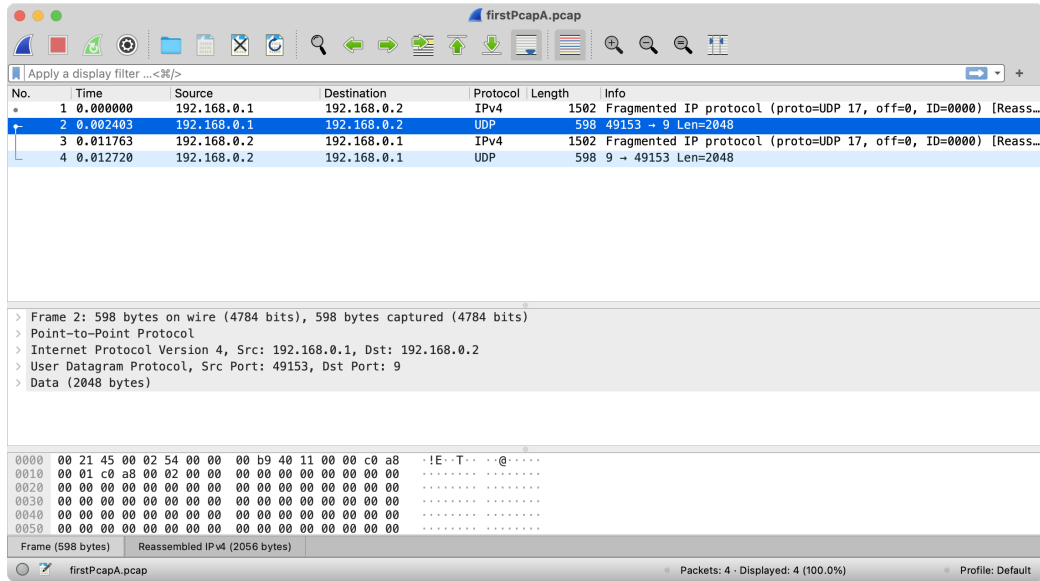 firstPcapA.pcap
Apply a display filter ...<⌘/>
No. Time Source Destination Protocol Length Info
1 0.000000 192.168.0.1 192.168.0.2 IPv4 1502 Fragmented IP protocol (proto=UDP 17, off=0, ID=0000) [Reass…
2 0.002403 192.168.0.1 192.168.0.2 UDP 598 49153 → 9 Len=2048
3 0.011763 192.168.0.2 192.168.0.1 IPv4 1502 Fragmented IP protocol (proto=UDP 17, off=0, ID=0000) [Reass…
4 0.012720 192.168.0.2 192.168.0.1 UDP 598 9 → 49153 Len=2048
> Frame 2: 598 bytes on wire (4784 bits), 598 bytes captured (4784 bits)
> Point-to-Point Protocol
> Internet Protocol Version 4, Src: 192.168.0.1, Dst: 192.168.0.2
> User Datagram Protocol, Src Port: 49153, Dst Port: 9
> Data (2048 bytes)
0000 00 21 45 00 02 54 00 00 00 b9 40 11 00 00 c0 a8 ·!E··T·· ··@·····
0010 00 01 c0 a8 00 02 00 00 00 00 00 00 00 00 00 00 ········ ········
0020 00 00 00 00 00 00 00 00 00 00 00 00 00 00 00 00 ········ ········
0030 00 00 00 00 00 00 00 00 00 00 00 00 00 00 00 00 ········ ········
0040 00 00 00 00 00 00 00 00 00 00 00 00 00 00 00 00 ········ ········
0050 00 00 00 00 00 00 00 00 00 00 00 00 00 00 00 00 ········ ········
Frame (598 bytes) Reassembled IPv4 (2056 bytes)
firstPcapA.pcap Packets: 4 · Displayed: 4 (100.0%) Profile: Default